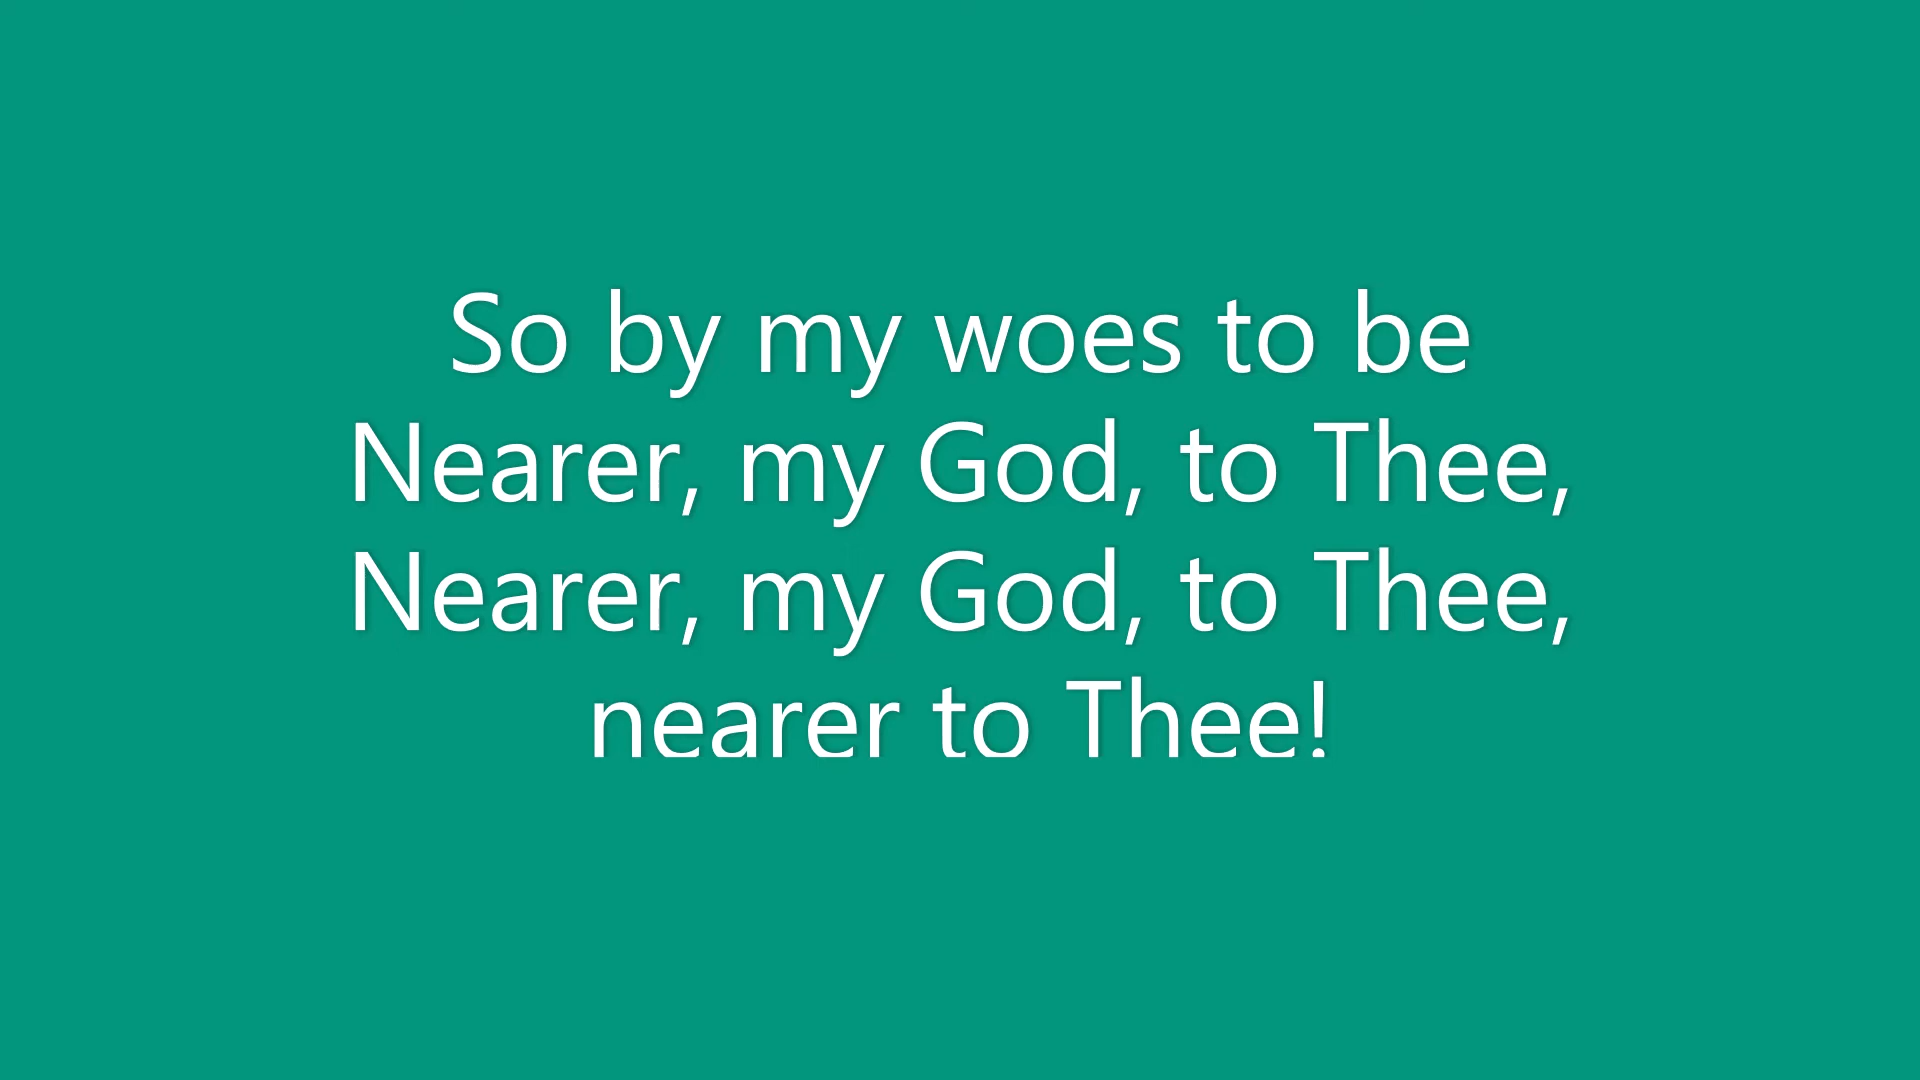 So by my woes to be
Nearer, my God, to Thee,
Nearer, my God, to Thee,
nearer to Thee!